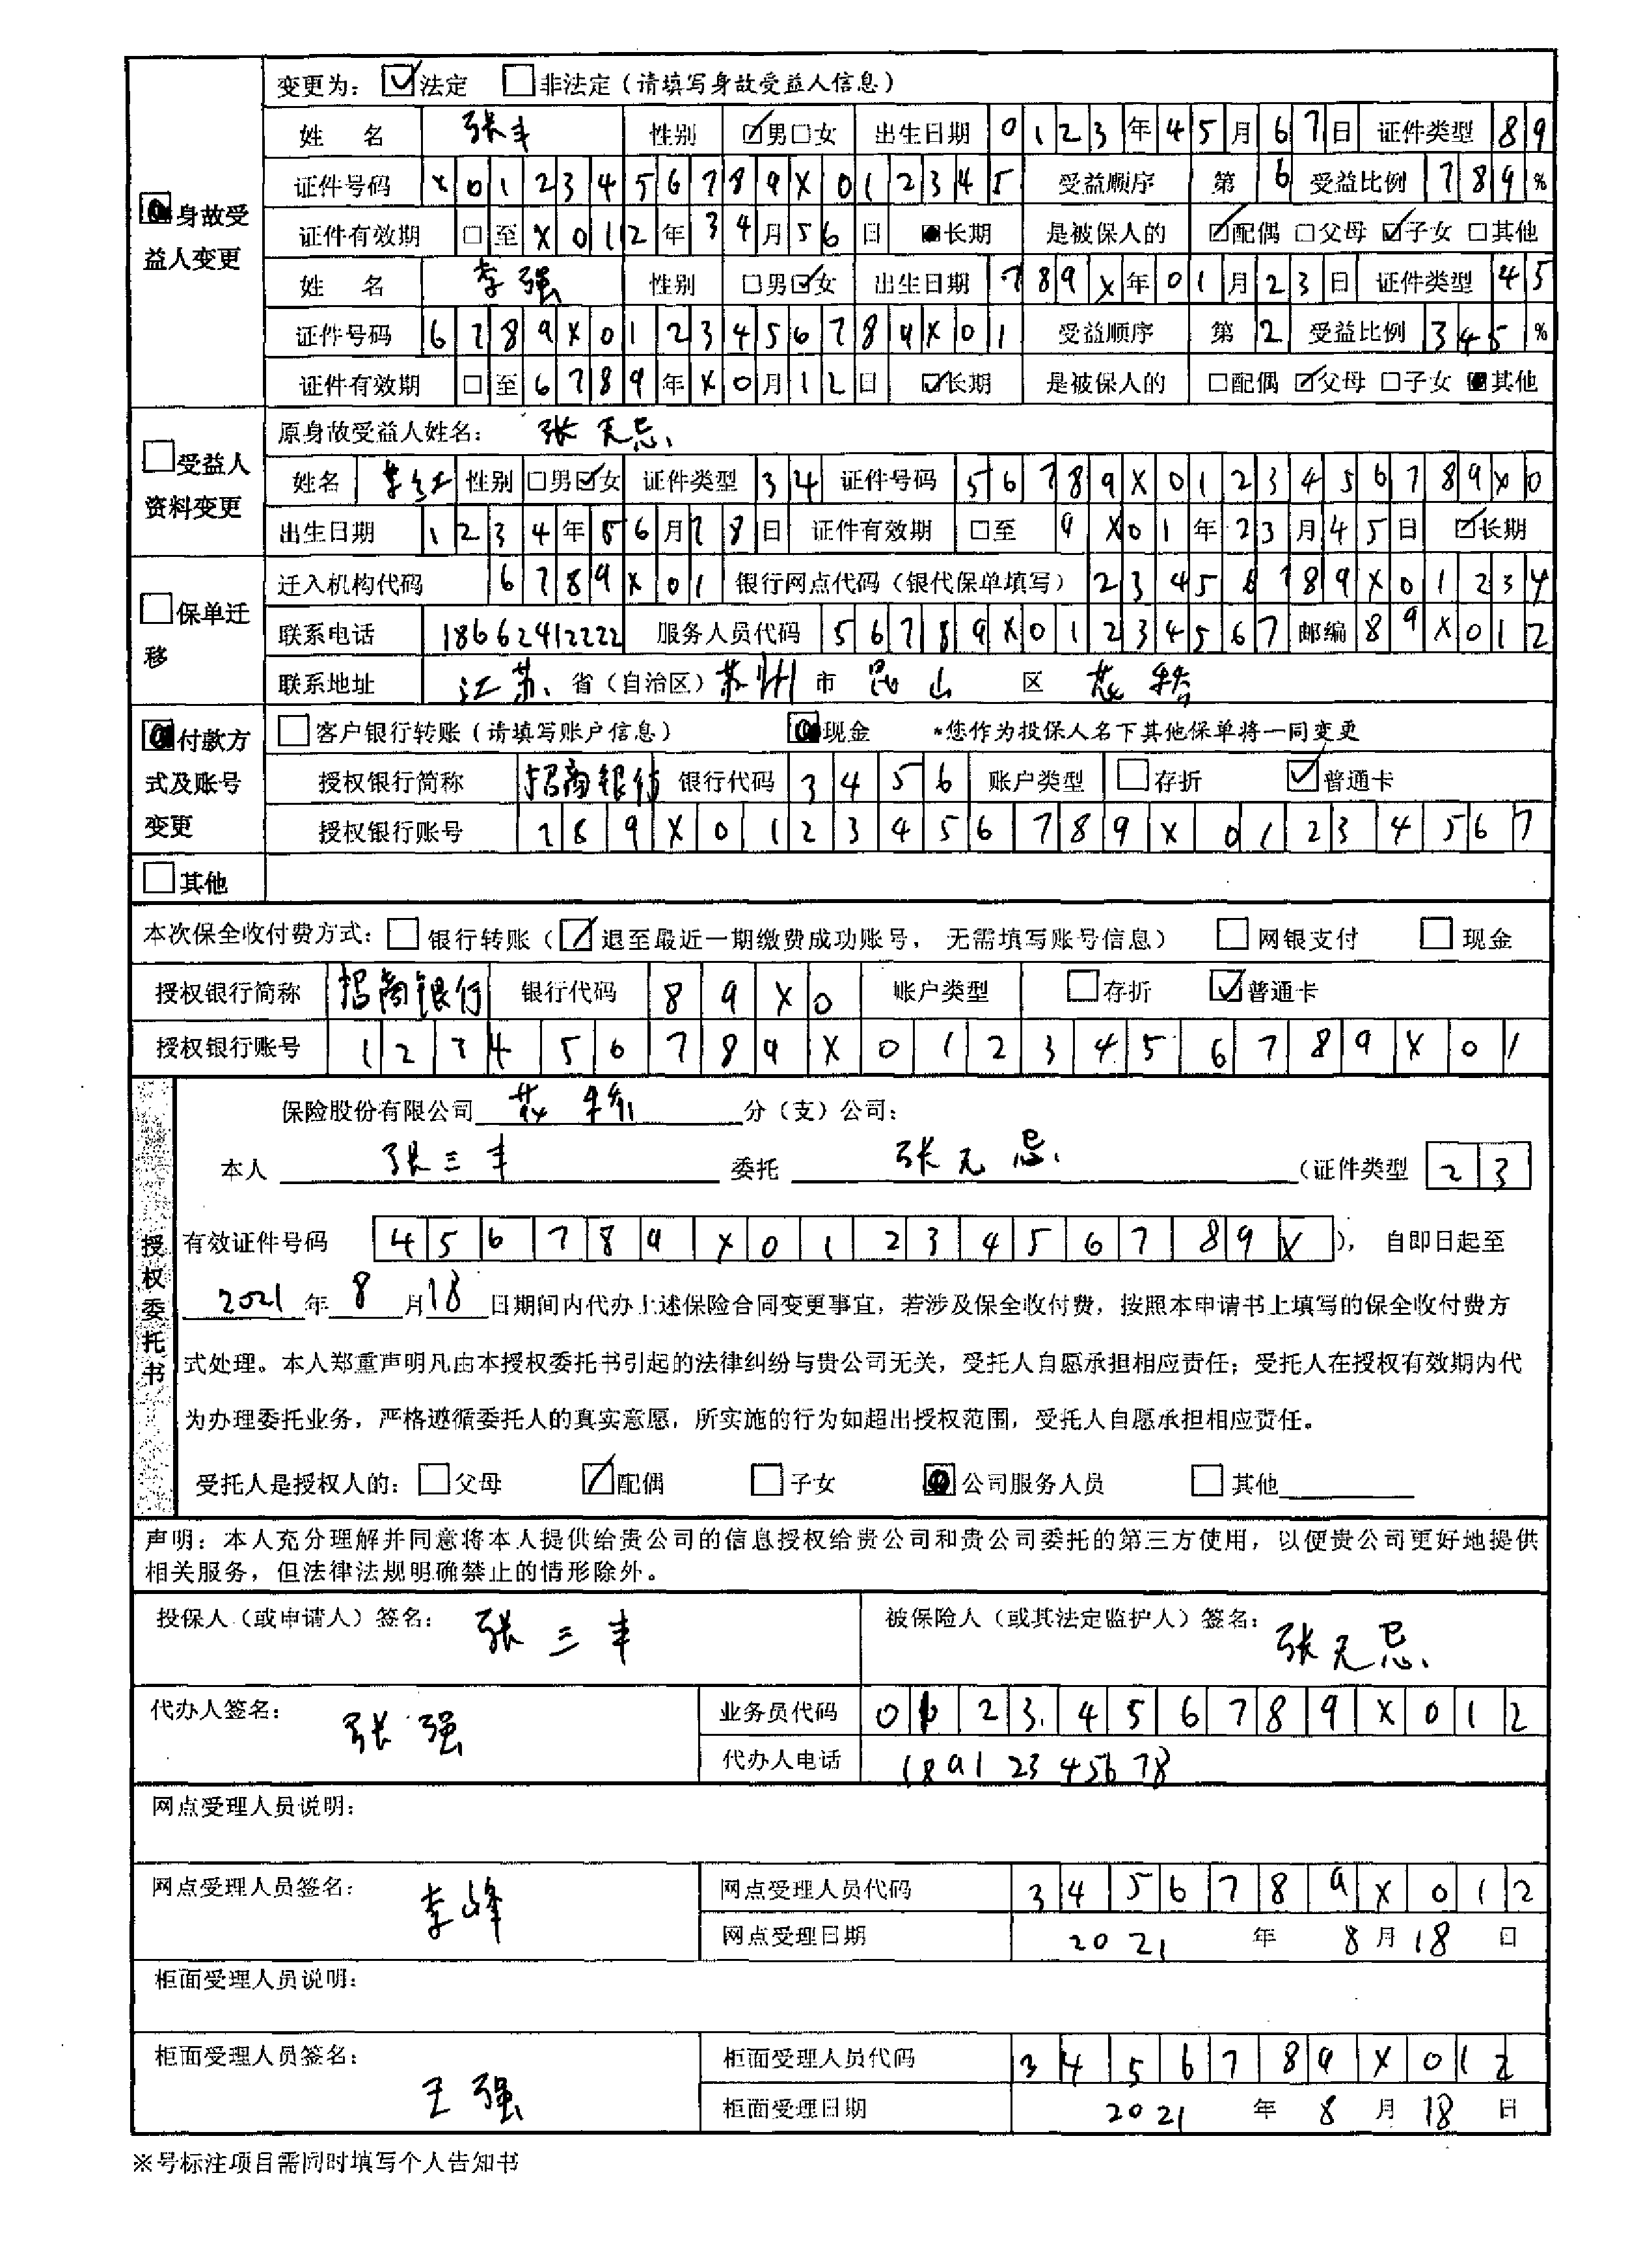 变更为：☑法定 □非法定（请填写身故受益人信息）
姓 名 张丰 性别 ☑男□女 出生日期 0123年45月67日 证件类型 89
证件号码 X0123456789X012345 受益顺序 第6 受益比例 789%
■身故受益人变更
证件有效期 □至X012年34月56日 ■长期 是被保人的 ☑配偶□父母☑子女□其他
姓 名 李强 性别 □男☑女 出生日期 789X年01月23日 证件类型 45
证件号码 6789X0123456789X01 受益顺序 第2 受益比例 345%
证件有效期 □至6789年X0月12日 ☑长期 是被保人的 □配偶☑父母□子女■其他
□受益人资料变更
原身故受益人姓名： 张无忌
姓名 李红 性别 □男☑女 证件类型 34 证件号码 56789X0123456789X0
出生日期 1234年56月78日 证件有效期 □至 9X01年23月45日 ☑长期
□保单迁移
迁入机构代码 6789X01 银行网点代码（银代保单填写） 23456789X01234
联系电话 18662412222 服务人员代码 56789X01234567 邮编 89X012
联系地址 江苏省（自治区）苏州市 昆山 区 花桥
■付款方式及账号变更
□客户银行转账（请填写账户信息） ■现金 *您作为投保人名下其他保单将一同变更
授权银行简称 招商银行 银行代码 3456 账户类型 □存折 ☑普通卡
授权银行账号 789X0123456789X01234567
□其他
本次保全收付费方式：□银行转账（☑退至最近一期缴费成功账号，无需填写账号信息） □网银支付 □现金
授权银行简称 招商银行 银行代码 89X0 账户类型 □存折 ☑普通卡
授权银行账号 123456789X0123456789X01
授权委托书
保险股份有限公司 花桥 分（支）公司：
本人 张三丰 委托 张无忌 （证件类型 23
有效证件号码 456789X0123456789X ），自即日起至
2021年8月18日期间内代办上述保险合同变更事宜，若涉及保全收付费，按照本申请书上填写的保全收付费方
式处理。本人郑重声明凡由本授权委托书引起的法律纠纷与贵公司无关，受托人自愿承担相应责任；受托人在授权有效期内代
为办理委托业务，严格遵循委托人的真实意愿，所实施的行为如超出授权范围，受托人自愿承担相应责任。
受托人是授权人的：□父母 ☑配偶 □子女 ■公司服务人员 □其他
声明：本人充分理解并同意将本人提供给贵公司的信息授权给贵公司和贵公司委托的第三方使用，以便贵公司更好地提供
相关服务，但法律法规明确禁止的情形除外。
投保人（或申请人）签名： 张三丰 被保险人（或其法定监护人）签名： 张无忌
代办人签名： 张强 业务员代码 0123456789X012
代办人电话 18912345678
网点受理人员说明：
网点受理人员签名： 李峰 网点受理人员代码 3456789X012
网点受理日期 2021年8月18日
柜面受理人员说明：
柜面受理人员签名： 王强 柜面受理人员代码 3456789X012
柜面受理日期 2021年8月18日
※号标注项目需同时填写个人告知书